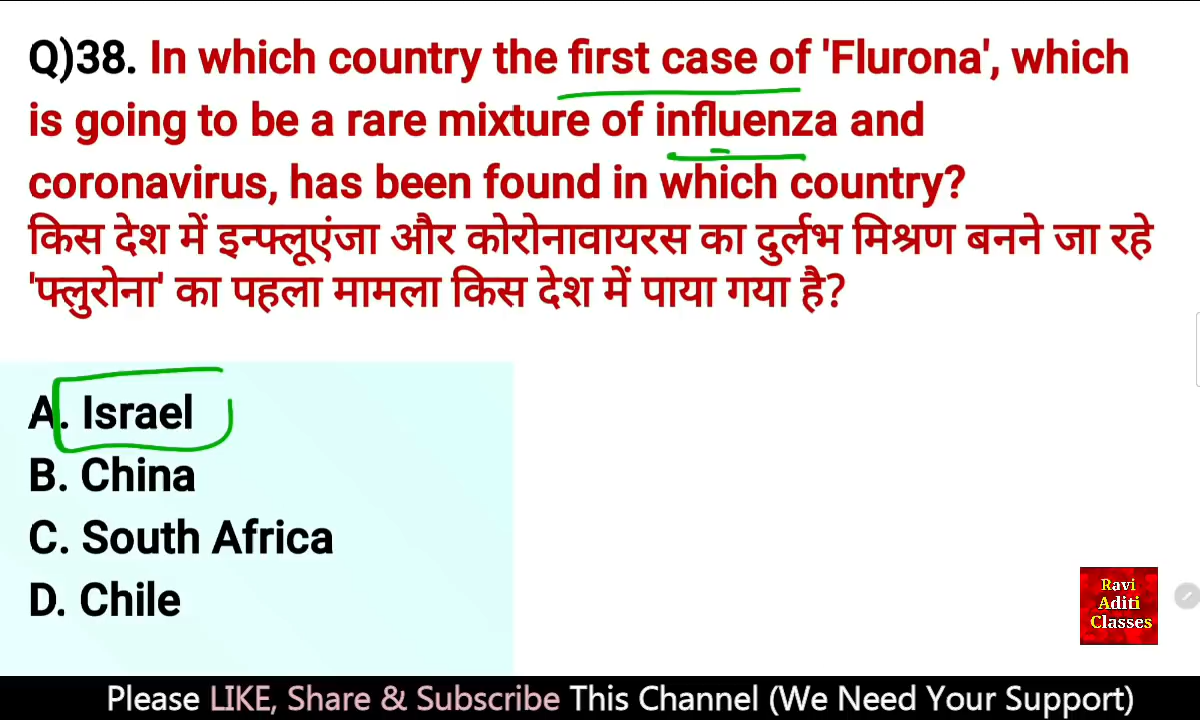 Q)38. In which country the first case of 'Flurona', which
is going to be a rare mixture of influenza and
coronavirus, has been found in which country?
किस देश में इन्फ्लूएंजा और कोरोनावायरस का दुर्लभ मिश्रण बनने जा रहे
'फ्लुरोना' का पहला मामला किस देश में पाया गया है?
A. Israel
B. China
C. South Africa
D. Chile
Ravi
Aditi
Classes
Please LIKE, Share & Subscribe This Channel (We Need Your Support)